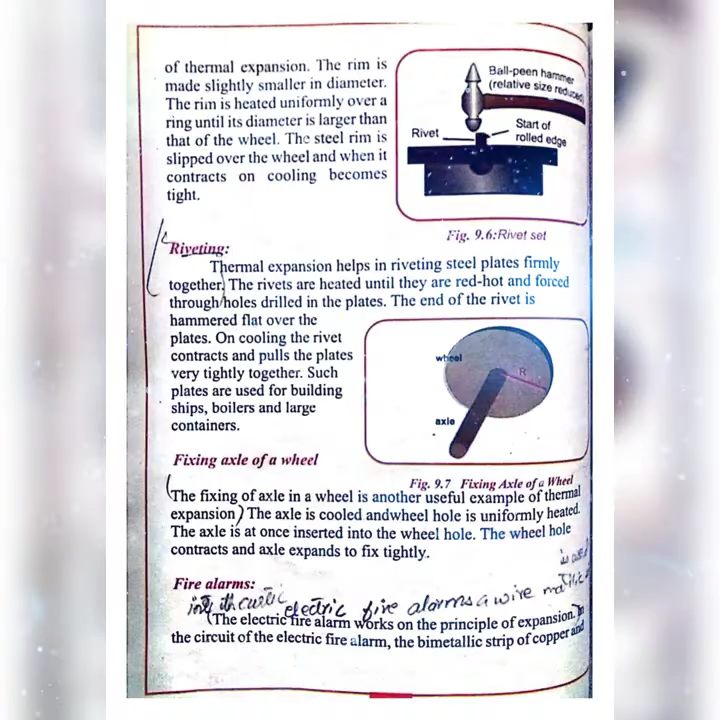 of thermal expansion. The rim is
made slightly smaller in diameter.
The rim is heated uniformly over a
ring until its diameter is larger than
that of the wheel. The steel rim is
slipped over the wheel and when it
contracts on cooling becomes
tight.
Ball-peen hammer
(relative size reduced)
Rivet
Start of
rolled edge
Fig. 9.6:Rivet set
Riveting:
Thermal expansion helps in riveting steel plates firmly
together. The rivets are heated until they are red-hot and forced
through holes drilled in the plates. The end of the rivet is
hammered flat over the
plates. On cooling the rivet
contracts and pulls the plates
very tightly together. Such
plates are used for building
ships, boilers and large
containers.
wheel
R
axle
Fig. 9.7 Fixing Axle of a Wheel
Fixing axle of a wheel
(The fixing of axle in a wheel is another useful example of thermal
expansion) The axle is cooled andwheel hole is uniformly heated.
The axle is at once inserted into the wheel hole. The wheel hole
contracts and axle expands to fix tightly.
Fire alarms:
electric fire alarms a wire
(The electric fire alarm works on the principle of expansion.) In
the circuit of the electric fire alarm, the bimetallic strip of copper and